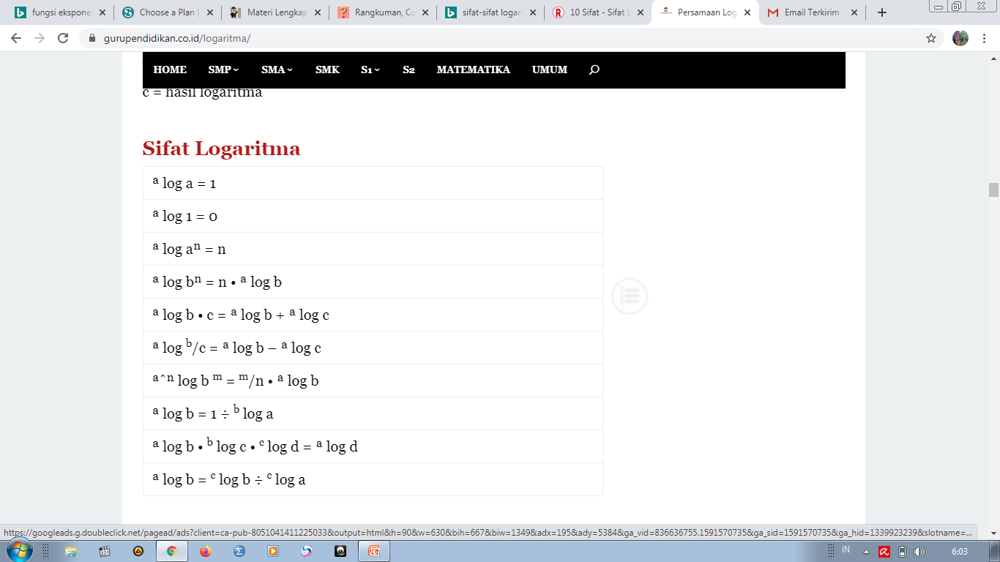 fungsi ekspone
Choose a Plan
Materi Lengkap
Rangkuman, Co
sifat-sifat logari
10 Sifat - Sifat L
Persamaan Log
Email Terkirim -
gurupendidikan.co.id/logaritma/
HOME SMP SMA SMK S1 S2 MATEMATIKA UMUM
c = hasil logaritma
Sifat Logaritma
ᵃ log a = 1
ᵃ log 1 = 0
ᵃ log aⁿ = n
ᵃ log bⁿ = n • ᵃ log b
ᵃ log b • c = ᵃ log b + ᵃ log c
ᵃ log ᵇ/c = ᵃ log b – ᵃ log c
ᵃ^ⁿ log b ᵐ = ᵐ/n • ᵃ log b
ᵃ log b = 1 ÷ ᵇ log a
ᵃ log b • ᵇ log c • ᶜ log d = ᵃ log d
ᵃ log b = ᶜ log b ÷ ᶜ log a
https://googleads.g.doubleclick.net/pagead/ads?client=ca-pub-8051041411225033&output=html&h=90&w=630&bih=667&biw=1349&adx=195&ady=5384&ga_vid=836636755.1591570735&ga_sid=1591570735&ga_hid=1339923239&slotname=...
321
IN
6:03